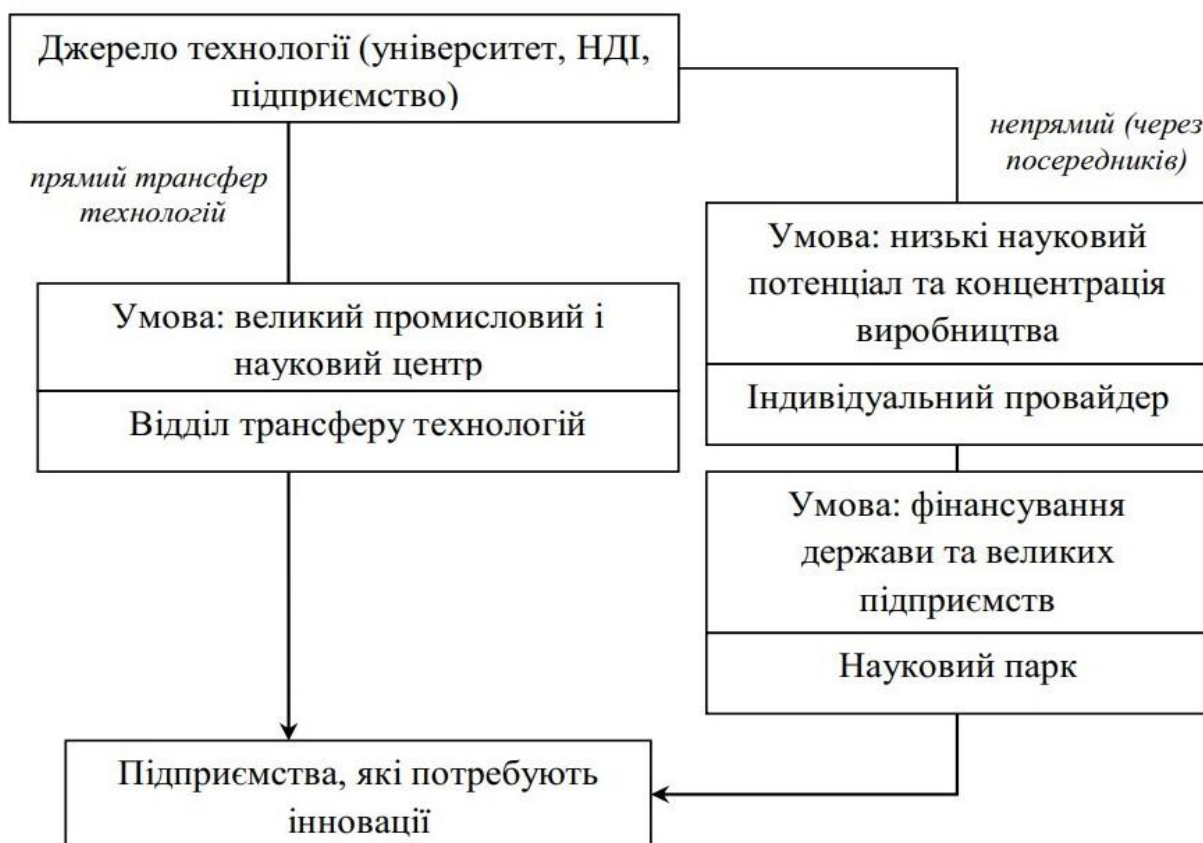 Джерело технології (університет, НДІ,
підприємство)
прямий трансфер
технологій
непрямий (через
посередників)
Умова: великий промисловий і
науковий центр
Відділ трансферу технологій
Умова: низькі науковий
потенціал та концентрація
виробництва
Індивідуальний провайдер
Умова: фінансування
держави та великих
підприємств
Науковий парк
Підприємства, які потребують
інновації